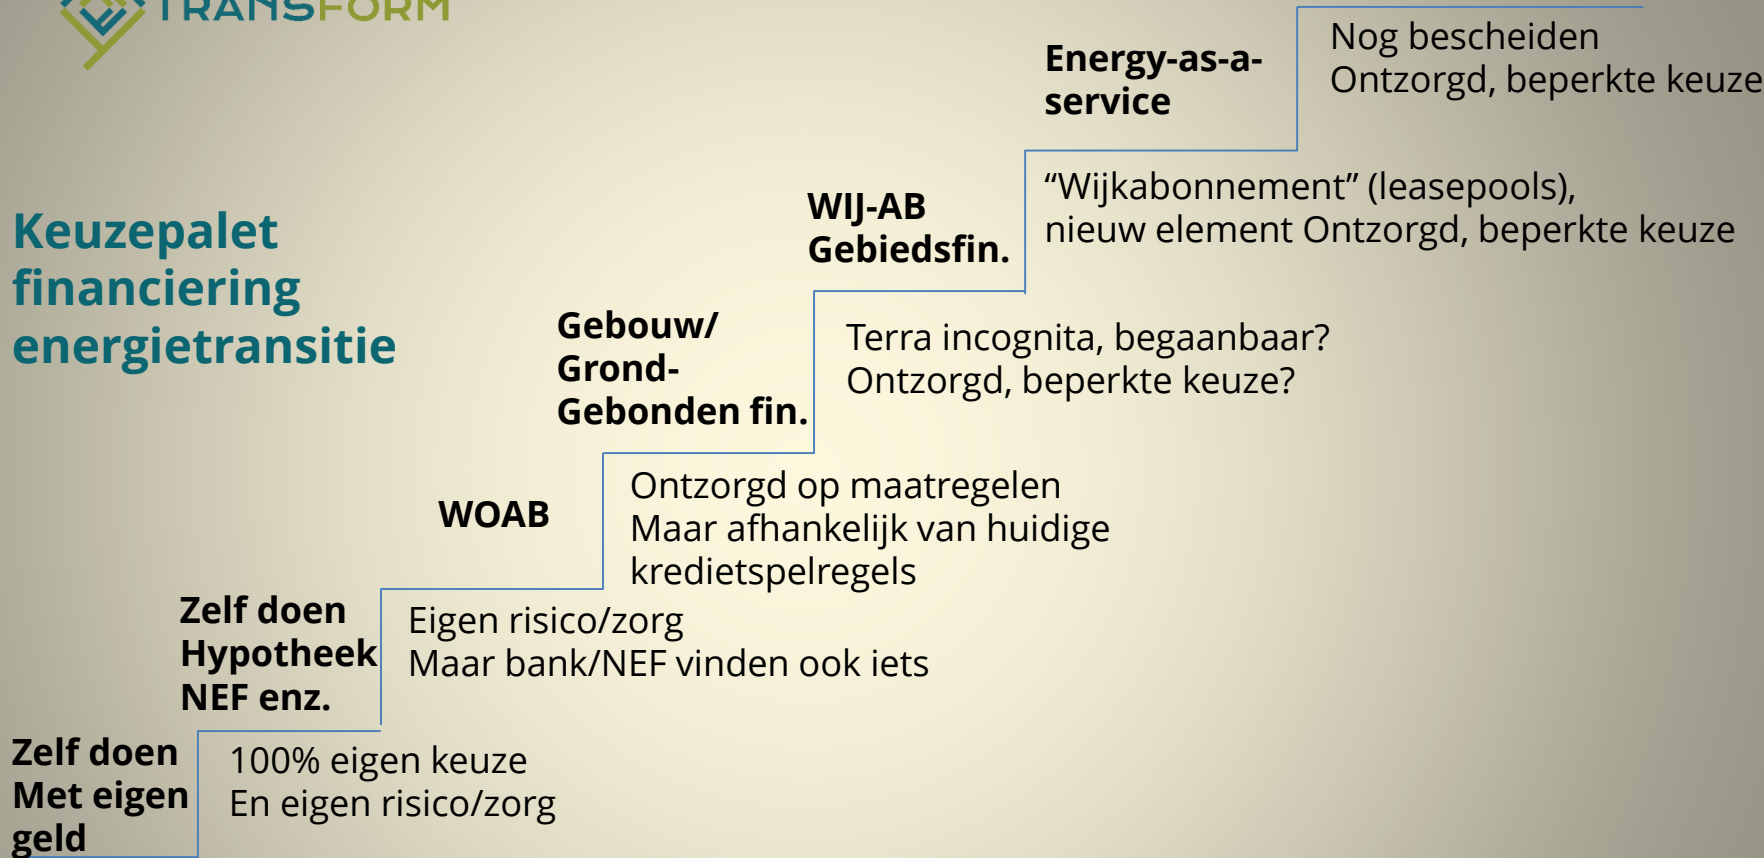 TRANSFORM
Keuzepalet
financiering
energietransitie
Energy-as-a-
service
Nog bescheiden
Ontzorgd, beperkte keuze
WIJ-AB
Gebiedsfin.
“Wijkabonnement” (leasepools),
nieuw element Ontzorgd, beperkte keuze
Gebouw/
Grond-
Gebonden fin.
Terra incognita, begaanbaar?
Ontzorgd, beperkte keuze?
WOAB
Ontzorgd op maatregelen
Maar afhankelijk van huidige
kredietspelregels
Zelf doen
Hypotheek
NEF enz.
Eigen risico/zorg
Maar bank/NEF vinden ook iets
Zelf doen
Met eigen
geld
100% eigen keuze
En eigen risico/zorg